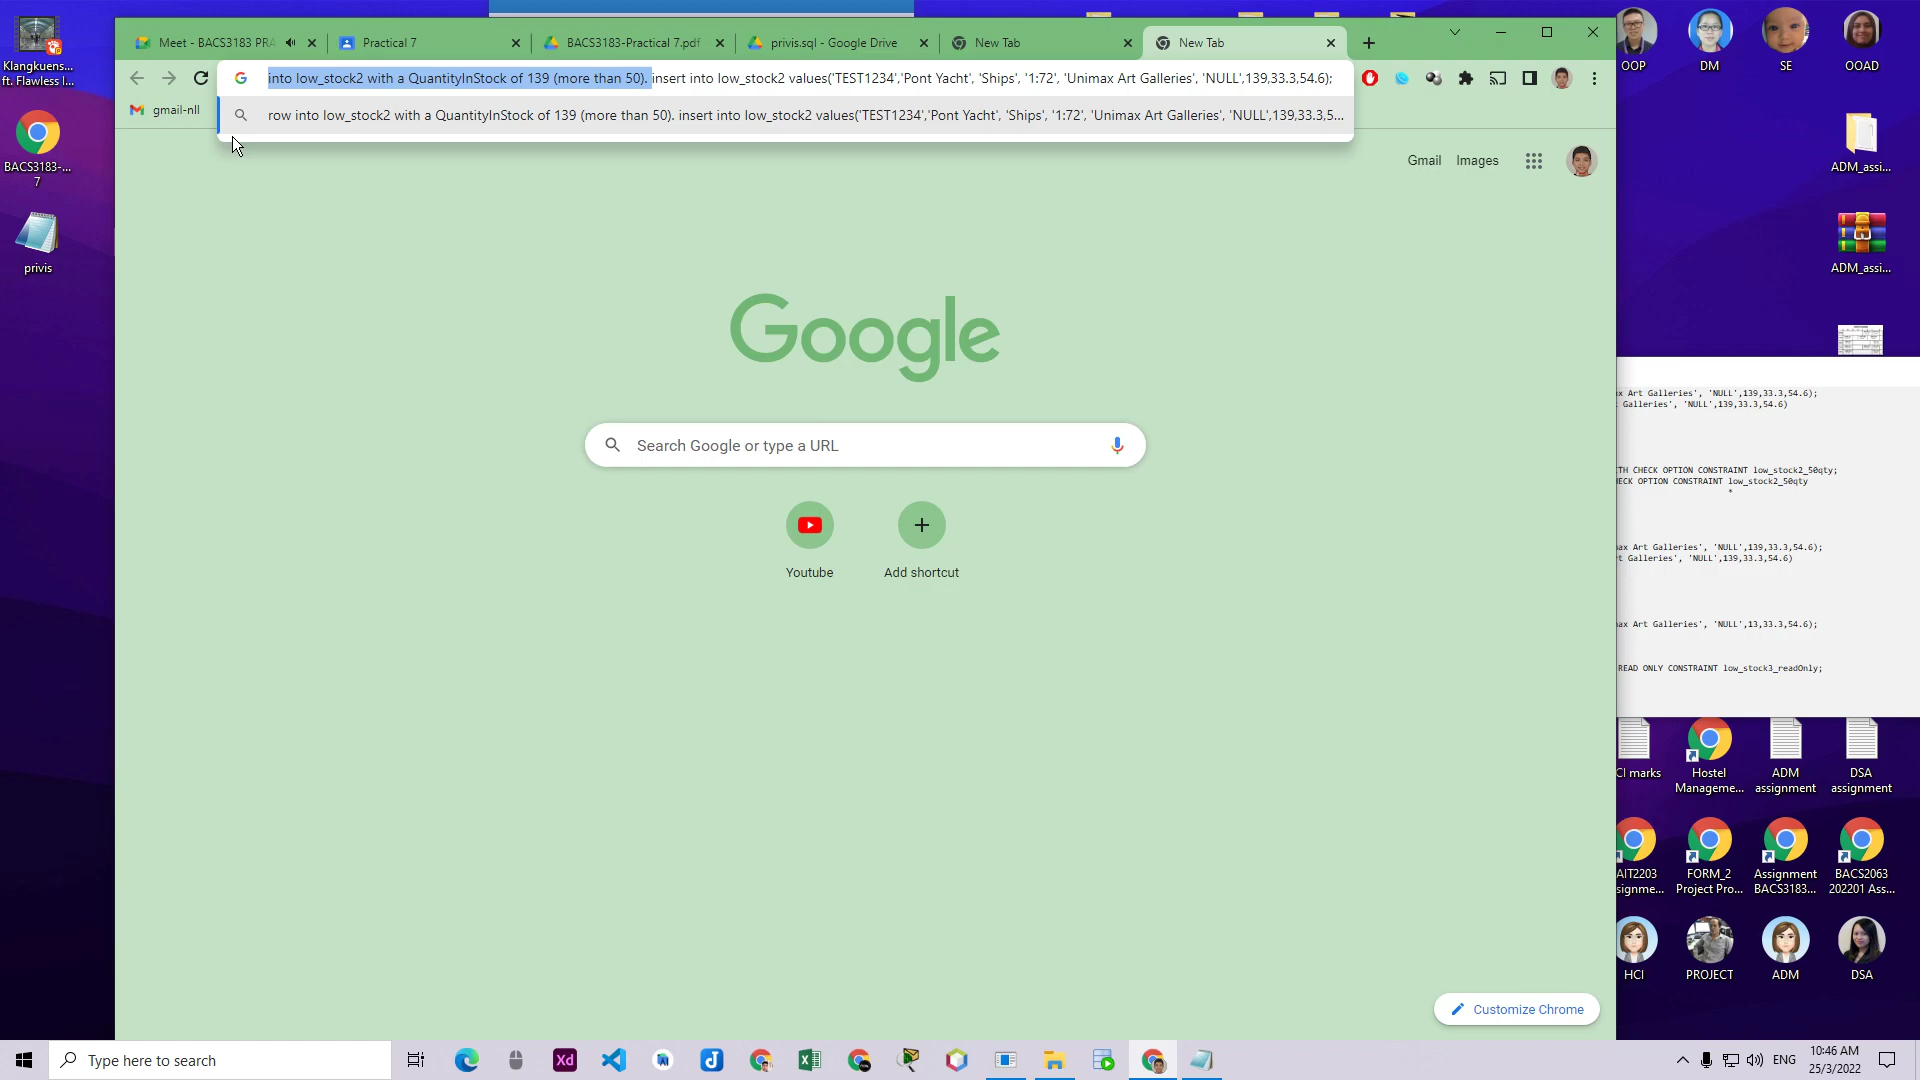 Meet - BACS3183 PRA
Practical 7
BACS3183-Practical 7.pdf
privis.sql - Google Drive
New Tab
New Tab
into low_stock2 with a QuantityInStock of 139 (more than 50). insert into low_stock2 values('TEST1234','Pont Yacht', 'Ships', '1:72', 'Unimax Art Galleries', 'NULL',139,33.3,54.6);
row into low_stock2 with a QuantityInStock of 139 (more than 50). insert into low_stock2 values('TEST1234','Pont Yacht', 'Ships', '1:72', 'Unimax Art Galleries', 'NULL',139,33.3,5...
gmail-nll
Gmail
Images
Google
Search Google or type a URL
Youtube
Add shortcut
Customize Chrome
Klangkuens...
ft. Flawless I...
BACS3183-...
7
privis
OOP
DM
SE
OOAD
ADM_assi...
ADM_assi...
x Art Galleries', 'NULL',139,33.3,54.6);
Galleries', 'NULL',139,33.3,54.6)
TH CHECK OPTION CONSTRAINT low_stock2_50qty;
HECK OPTION CONSTRAINT low_stock2_50qty
*
ax Art Galleries', 'NULL',139,33.3,54.6);
t Galleries', 'NULL',139,33.3,54.6)
ax Art Galleries', 'NULL',13,33.3,54.6);
READ ONLY CONSTRAINT low_stock3_readOnly;
CI marks
Hostel
Manageme...
ADM
assignment
DSA
assignment
AIT2203
signme...
FORM_2
Project Pro...
Assignment
BACS3183...
BACS2063
202201 Ass...
HCI
PROJECT
ADM
DSA
Type here to search
Xd
ENG
10:46 AM
25/3/2022